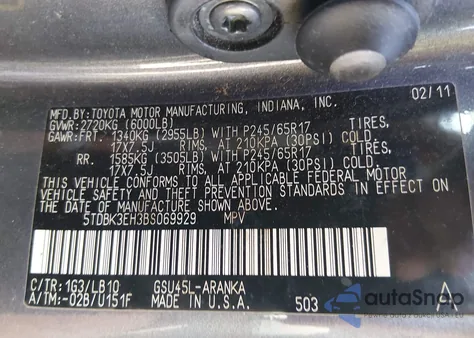 MFD.BY:TOYOTA MOTOR MANUFACTURING, INDIANA, INC. 02/11
GVWR:2720KG (6000LB)
GAWR:FRT. 1340KG (2955LB) WITH P245/65R17 TIRES,
17X7.5J RIMS, AT 210KPA (30PSI) COLD.
RR. 1585KG (3505LB) WITH P245/65R17 TIRES,
17X7.5J RIMS, AT 210KPA (30PSI) COLD.
THIS VEHICLE CONFORMS TO ALL APPLICABLE FEDERAL MOTOR
VEHICLE SAFETY, BUMPER, AND THEFT PREVENTION STANDARDS IN EFFECT ON
THE DATE OF MANUFACTURE SHOWN ABOVE.
5TDBK3EH3BS069929 MPV
C/TR:1G3/LB10 GSU45L-ARANKA A
A/TM:-02B/U151F MADE IN U.S.A. 503
autoSnap